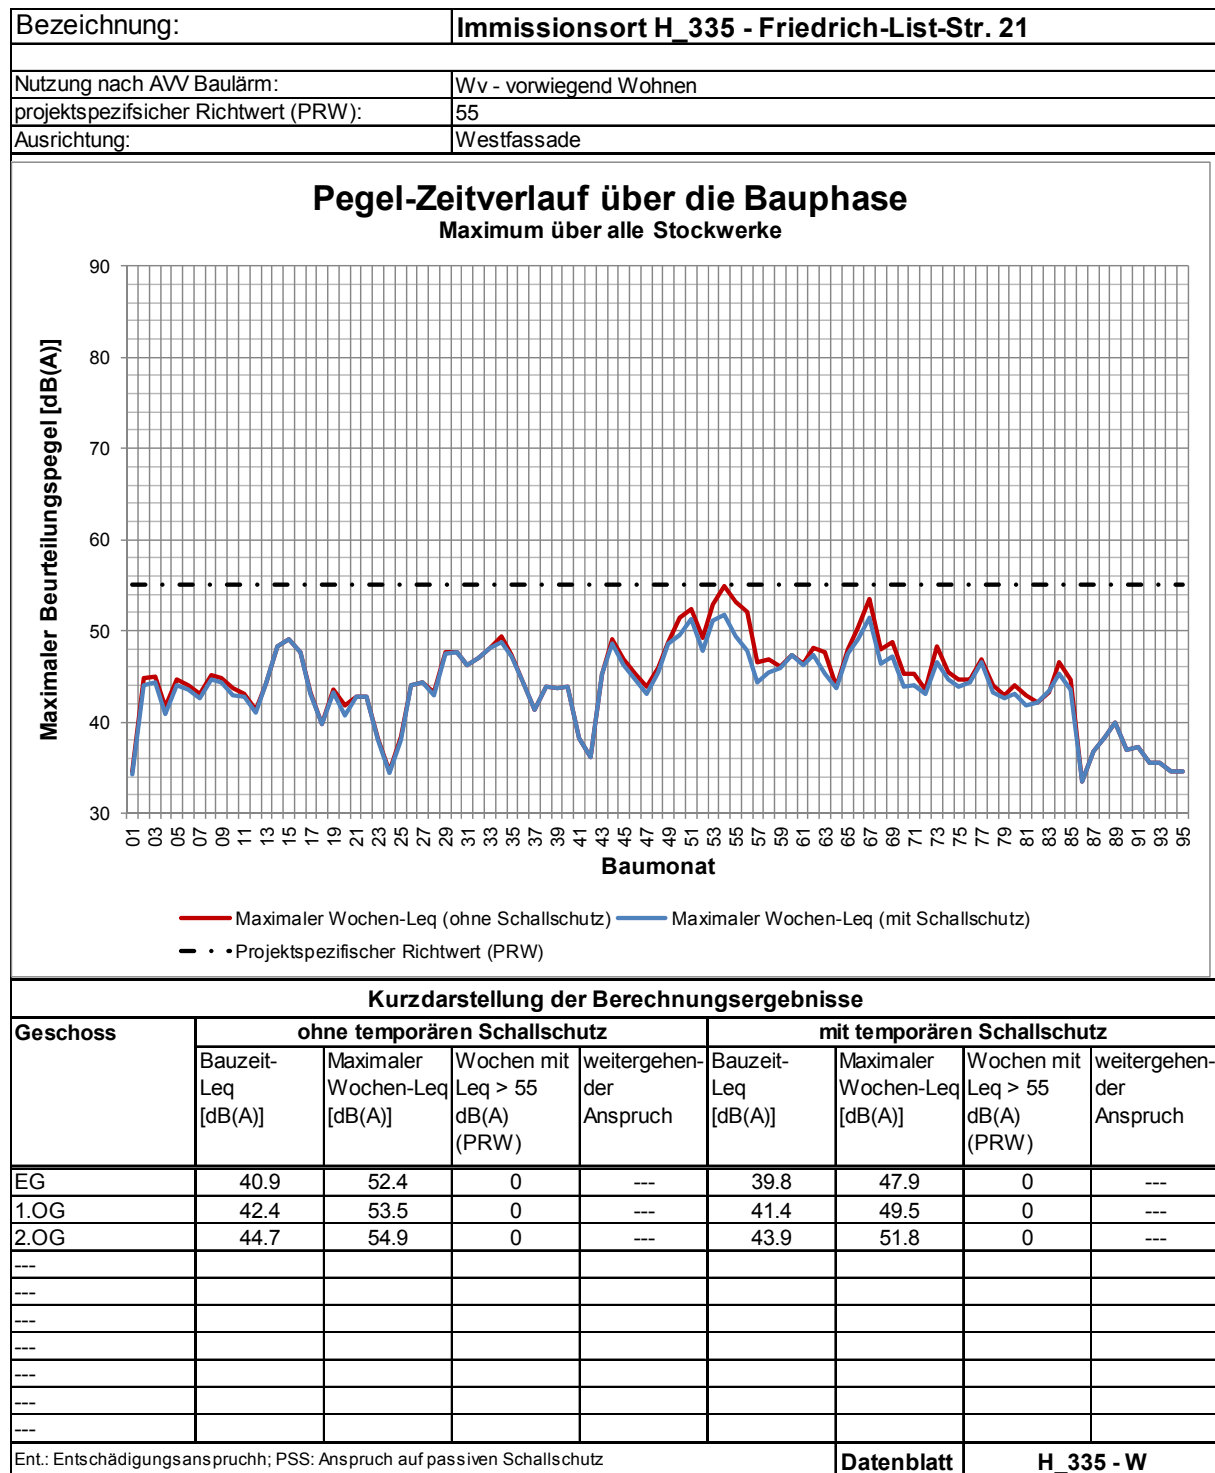 Bezeichnung: Immissionsort H_335 - Friedrich-List-Str. 21
Nutzung nach AVV Baulärm: Wv - vorwiegend Wohnen
projektspezifsicher Richtwert (PRW): 55
Ausrichtung: Westfassade
Pegel-Zeitverlauf über die Bauphase
Maximum über alle Stockwerke
Maximaler Beurteilungspegel [dB(A)]
90
80
70
60
50
40
30
01 03 05 07 09 11 13 15 17 19 21 23 25 27 29 31 33 35 37 39 41 43 45 47 49 51 53 55 57 59 61 63 65 67 69 71 73 75 77 79 81 83 85 87 89 91 93 95
Baumonat
Maximaler Wochen-Leq (ohne Schallschutz) Maximaler Wochen-Leq (mit Schallschutz)
Projektspezifischer Richtwert (PRW)
Kurzdarstellung der Berechnungsergebnisse
Geschoss ohne temporären Schallschutz mit temporären Schallschutz
Bauzeit- Maximaler Wochen mit weitergehen- Bauzeit- Maximaler Wochen mit weitergehen-
Leq Wochen-Leq Leq > 55 der Leq Wochen-Leq Leq > 55 der
[dB(A)] [dB(A)] dB(A) Anspruch [dB(A)] [dB(A)] dB(A) Anspruch
(PRW) (PRW)
EG 40.9 52.4 0 --- 39.8 47.9 0 ---
1.OG 42.4 53.5 0 --- 41.4 49.5 0 ---
2.OG 44.7 54.9 0 --- 43.9 51.8 0 ---
---
---
---
---
---
---
---
Ent.: Entschädigungsanspruchh; PSS: Anspruch auf passiven Schallschutz Datenblatt H_335 - W